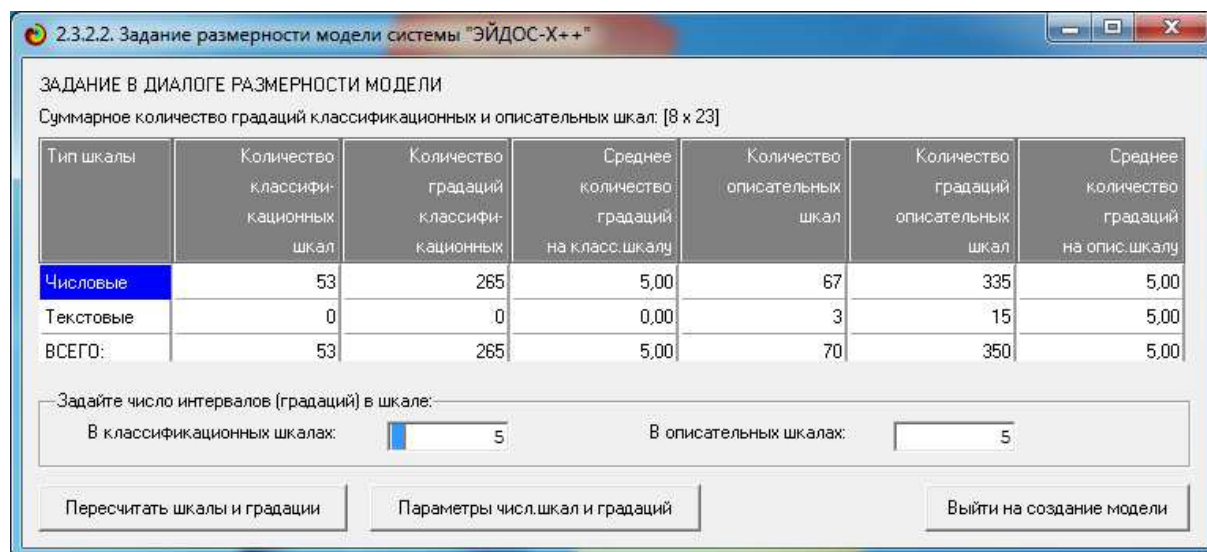 2.3.2.2. Задание размерности модели системы "ЭЙДОС-X++"
ЗАДАНИЕ В ДИАЛОГЕ РАЗМЕРНОСТИ МОДЕЛИ
Суммарное количество градаций классификационных и описательных шкал: [8 x 23]
Тип шкалы Количество Количество Среднее Количество Количество Среднее
классифи- градаций количество описательных градаций количество
кационных классифи- градаций шкал описательных градаций
шкал кационных на класс.шкалу шкал на опис.шкалу
Числовые 53 265 5,00 67 335 5,00
Текстовые 0 0 0,00 3 15 5,00
ВСЕГО: 53 265 5,00 70 350 5,00
Задайте число интервалов (градаций) в шкале:
В классификационных шкалах: 5 В описательных шкалах: 5
Пересчитать шкалы и градации Параметры числ.шкал и градаций Выйти на создание модели